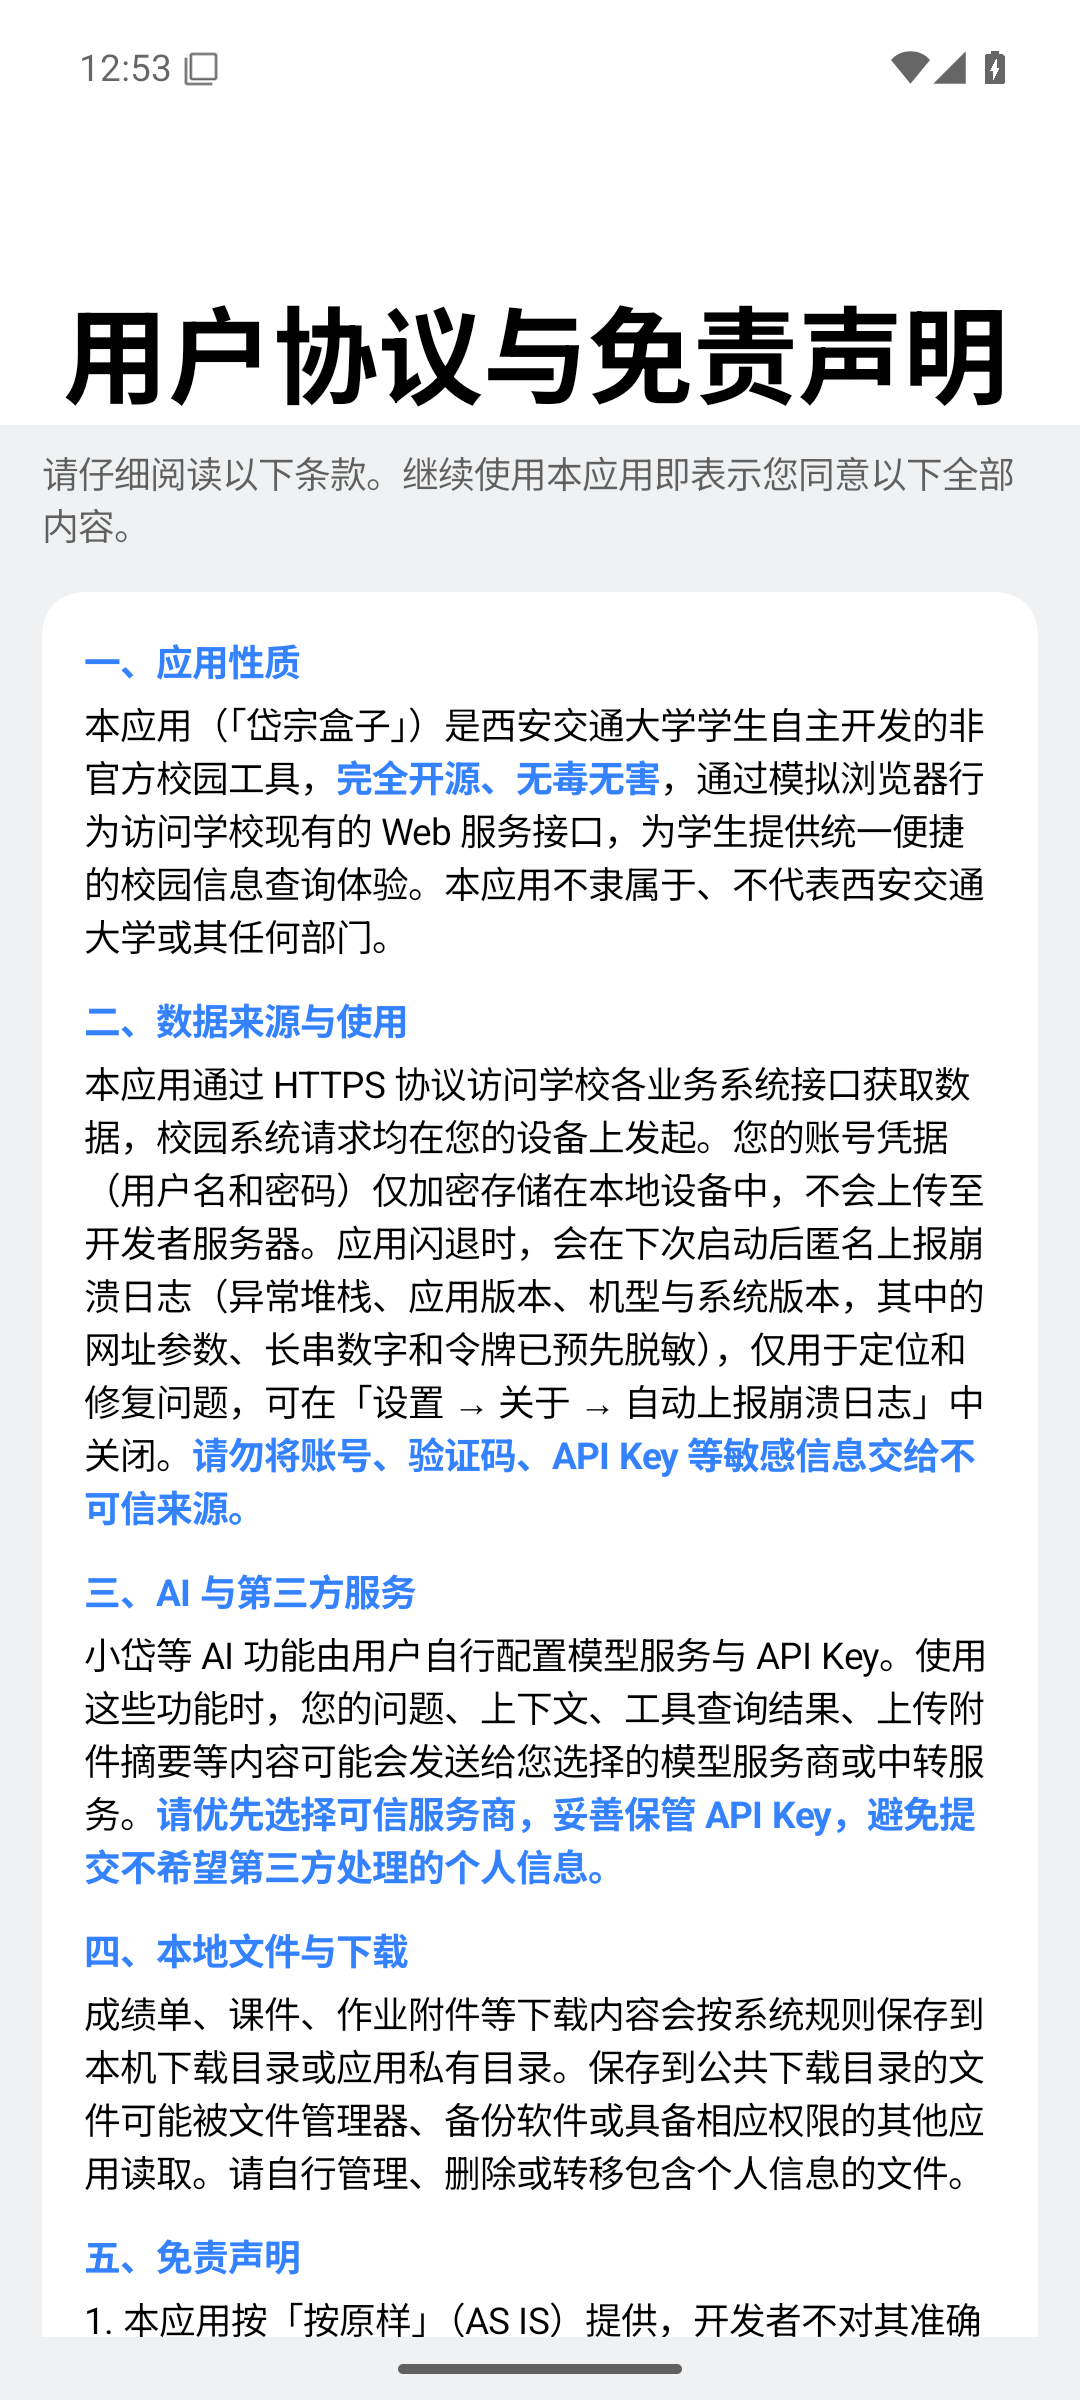 12:53
用户协议与免责声明
请仔细阅读以下条款。继续使用本应用即表示您同意以下全部
内容。
一、应用性质
本应用（「岱宗盒子」）是西安交通大学学生自主开发的非
官方校园工具，完全开源、无毒无害，通过模拟浏览器行
为访问学校现有的 Web 服务接口，为学生提供统一便捷
的校园信息查询体验。本应用不隶属于、不代表西安交通
大学或其任何部门。
二、数据来源与使用
本应用通过 HTTPS 协议访问学校各业务系统接口获取数
据，校园系统请求均在您的设备上发起。您的账号凭据
（用户名和密码）仅加密存储在本地设备中，不会上传至
开发者服务器。应用闪退时，会在下次启动后匿名上报崩
溃日志（异常堆栈、应用版本、机型与系统版本，其中的
网址参数、长串数字和令牌已预先脱敏），仅用于定位和
修复问题，可在「设置 → 关于 → 自动上报崩溃日志」中
关闭。请勿将账号、验证码、API Key 等敏感信息交给不
可信来源。
三、AI 与第三方服务
小岱等 AI 功能由用户自行配置模型服务与 API Key。使用
这些功能时，您的问题、上下文、工具查询结果、上传附
件摘要等内容可能会发送给您选择的模型服务商或中转服
务。请优先选择可信服务商，妥善保管 API Key，避免提
交不希望第三方处理的个人信息。
四、本地文件与下载
成绩单、课件、作业附件等下载内容会按系统规则保存到
本机下载目录或应用私有目录。保存到公共下载目录的文
件可能被文件管理器、备份软件或具备相应权限的其他应
用读取。请自行管理、删除或转移包含个人信息的文件。
五、免责声明
1. 本应用按「按原样」（AS IS）提供，开发者不对其准确